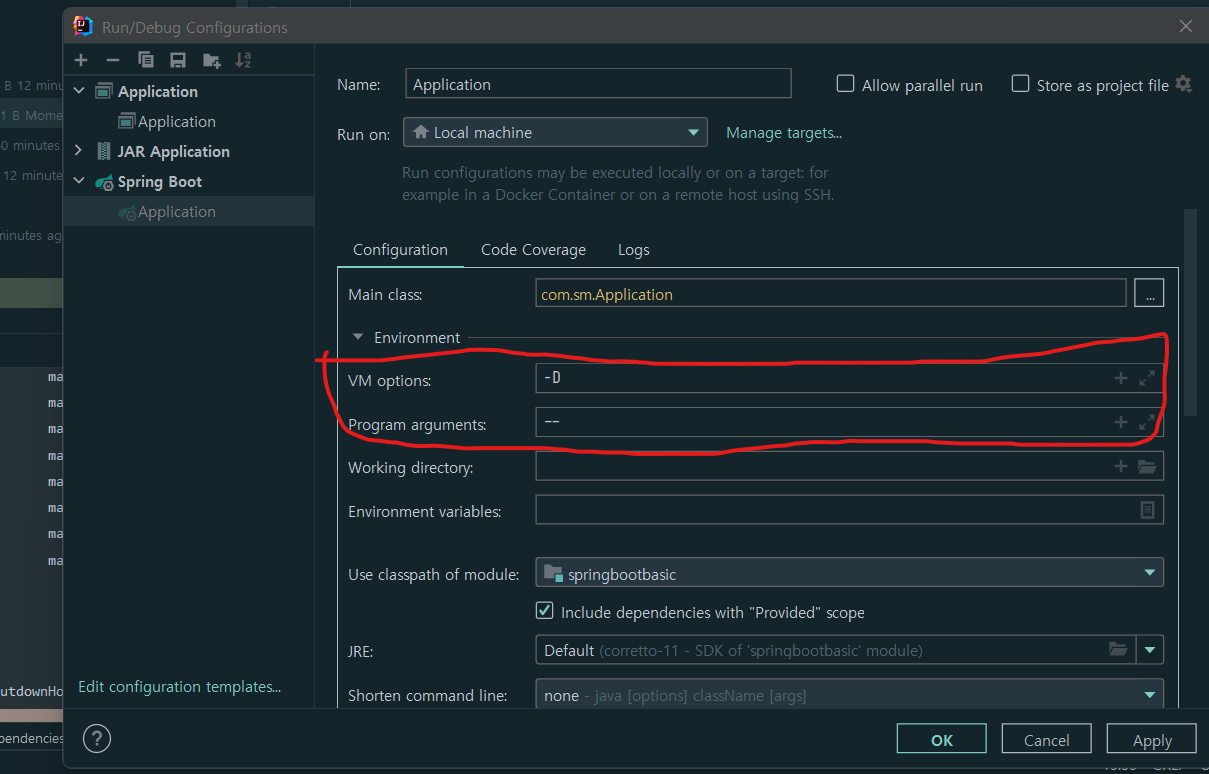 Run/Debug Configurations
B 12 minu
1 B Mome
0 minutes
12 minute
minutes ag
ma
ma
ma
ma
ma
ma
ma
ma
utdownHo
pendencies
Application
Application
JAR Application
Spring Boot
Application
Edit configuration templates...
Name: Application
Allow parallel run
Store as project file
Run on: Local machine
Manage targets...
Run configurations may be executed locally or on a target: for
example in a Docker Container or on a remote host using SSH.
Configuration Code Coverage Logs
Main class: com.sm.Application ...
Environment
VM options: -D
Program arguments: --
Working directory:
Environment variables:
Use classpath of module: springbootbasic
Include dependencies with "Provided" scope
JRE: Default (corretto-11 - SDK of 'springbootbasic' module)
Shorten command line: none - java [options] className [args]
? OK Cancel Apply